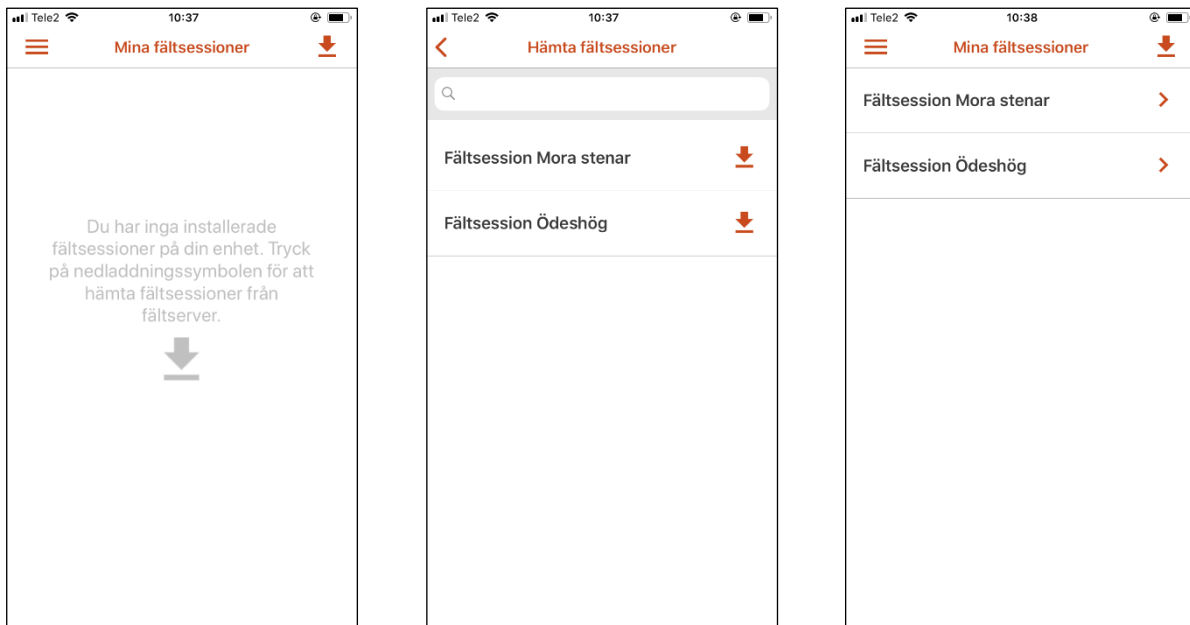 Tele2 10:37
Mina fältsessioner
Du har inga installerade
fältsessioner på din enhet. Tryck
på nedladdningssymbolen för att
hämta fältsessioner från
fältserver.
Tele2 10:37
Hämta fältsessioner
Fältsession Mora stenar
Fältsession Ödeshög
Tele2 10:38
Mina fältsessioner
Fältsession Mora stenar
Fältsession Ödeshög